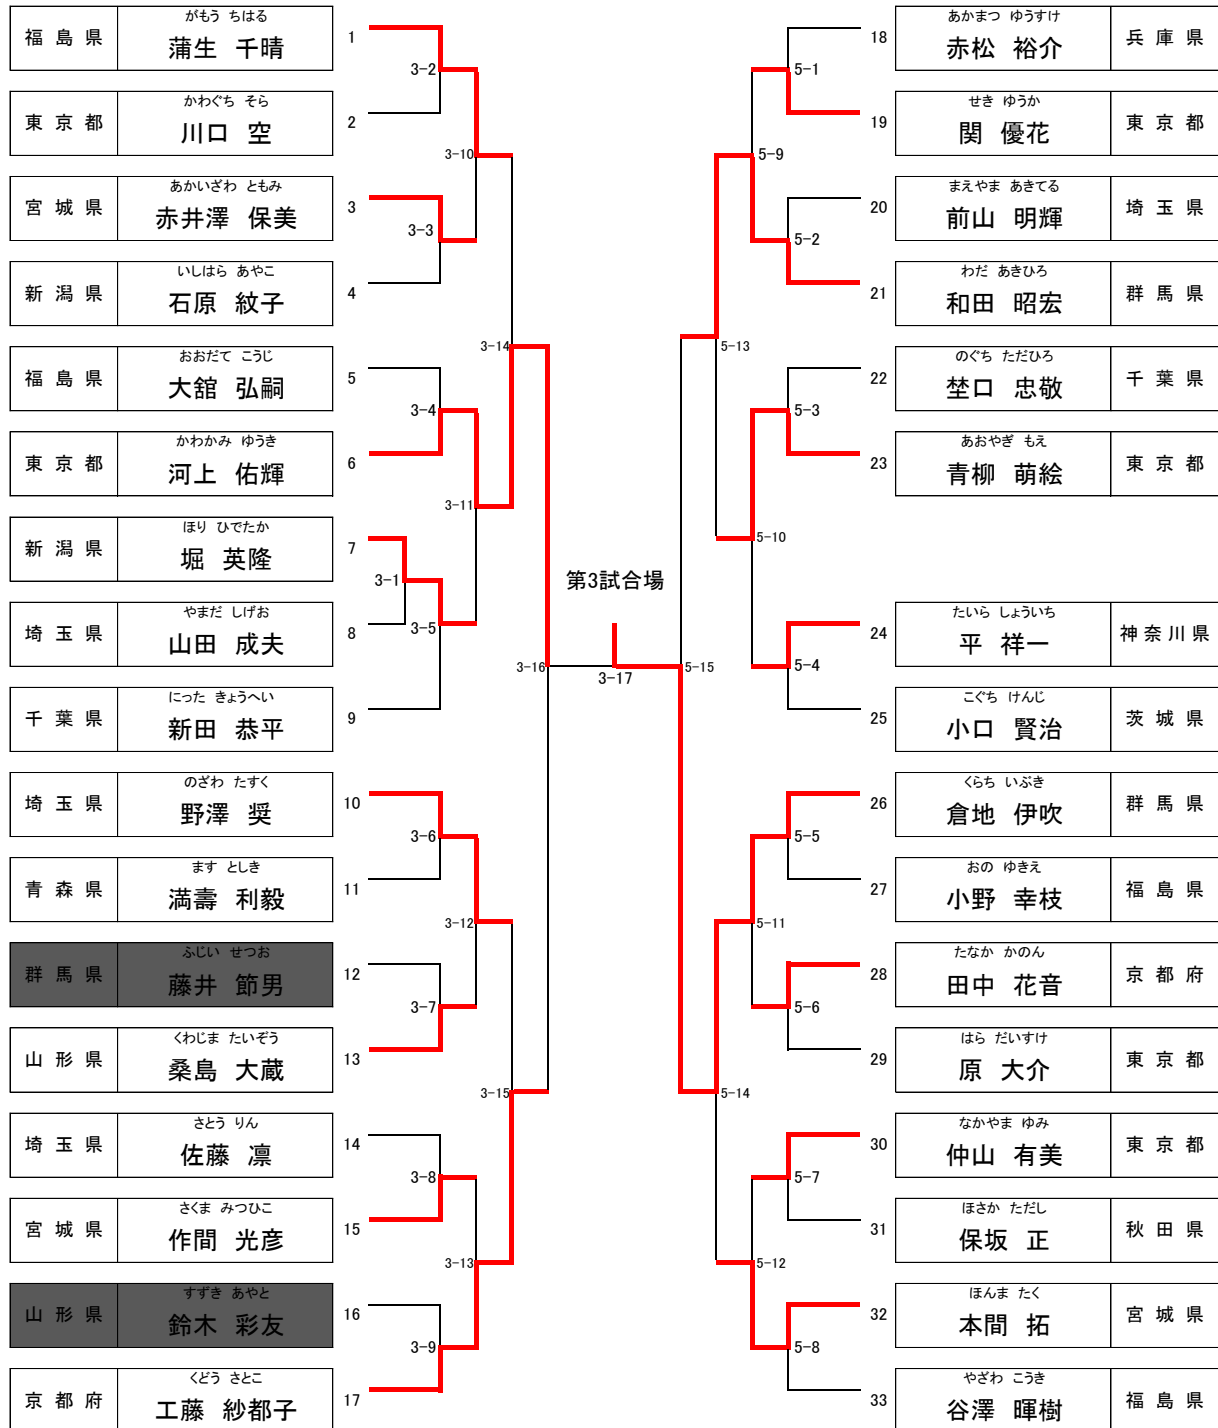 福島県 がもう ちはる 蒲生 千晴 1
東京都 かわぐち そら 川口 空 2
宮城県 あかいざわ ともみ 赤井澤 保美 3
新潟県 いしはら あやこ 石原 紋子 4
福島県 おおだて こうじ 大舘 弘嗣 5
東京都 かわかみ ゆうき 河上 佑輝 6
新潟県 ほり ひでたか 堀 英隆 7
埼玉県 やまだ しげお 山田 成夫 8
千葉県 にった きょうへい 新田 恭平 9
埼玉県 のざわ たすく 野澤 奨 10
青森県 ます としき 満壽 利毅 11
群馬県 ふじい せつお 藤井 節男 12
山形県 くわじま たいぞう 桑島 大蔵 13
埼玉県 さとう りん 佐藤 凛 14
宮城県 さくま みつひこ 作間 光彦 15
山形県 すずき あやと 鈴木 彩友 16
京都府 くどう さとこ 工藤 紗都子 17
3-1
3-2
3-3
3-4
3-5
3-6
3-7
3-8
3-9
3-10
3-11
3-12
3-13
3-14
3-15
3-16
第3試合場
3-17
5-15
5-13
5-14
5-9
5-10
5-11
5-12
5-1
5-2
5-3
5-4
5-5
5-6
5-7
5-8
18 あかまつ ゆうすけ 赤松 裕介 兵庫県
19 せき ゆうか 関 優花 東京都
20 まえやま あきてる 前山 明輝 埼玉県
21 わだ あきひろ 和田 昭宏 群馬県
22 のぐち ただひろ 埜口 忠敬 千葉県
23 あおやぎ もえ 青柳 萌絵 東京都
24 たいら しょういち 平 祥一 神奈川県
25 こぐち けんじ 小口 賢治 茨城県
26 くらち いぶき 倉地 伊吹 群馬県
27 おの ゆきえ 小野 幸枝 福島県
28 たなか かのん 田中 花音 京都府
29 はら だいすけ 原 大介 東京都
30 なかやま ゆみ 仲山 有美 東京都
31 ほさか ただし 保坂 正 秋田県
32 ほんま たく 本間 拓 宮城県
33 やざわ こうき 谷澤 暉樹 福島県